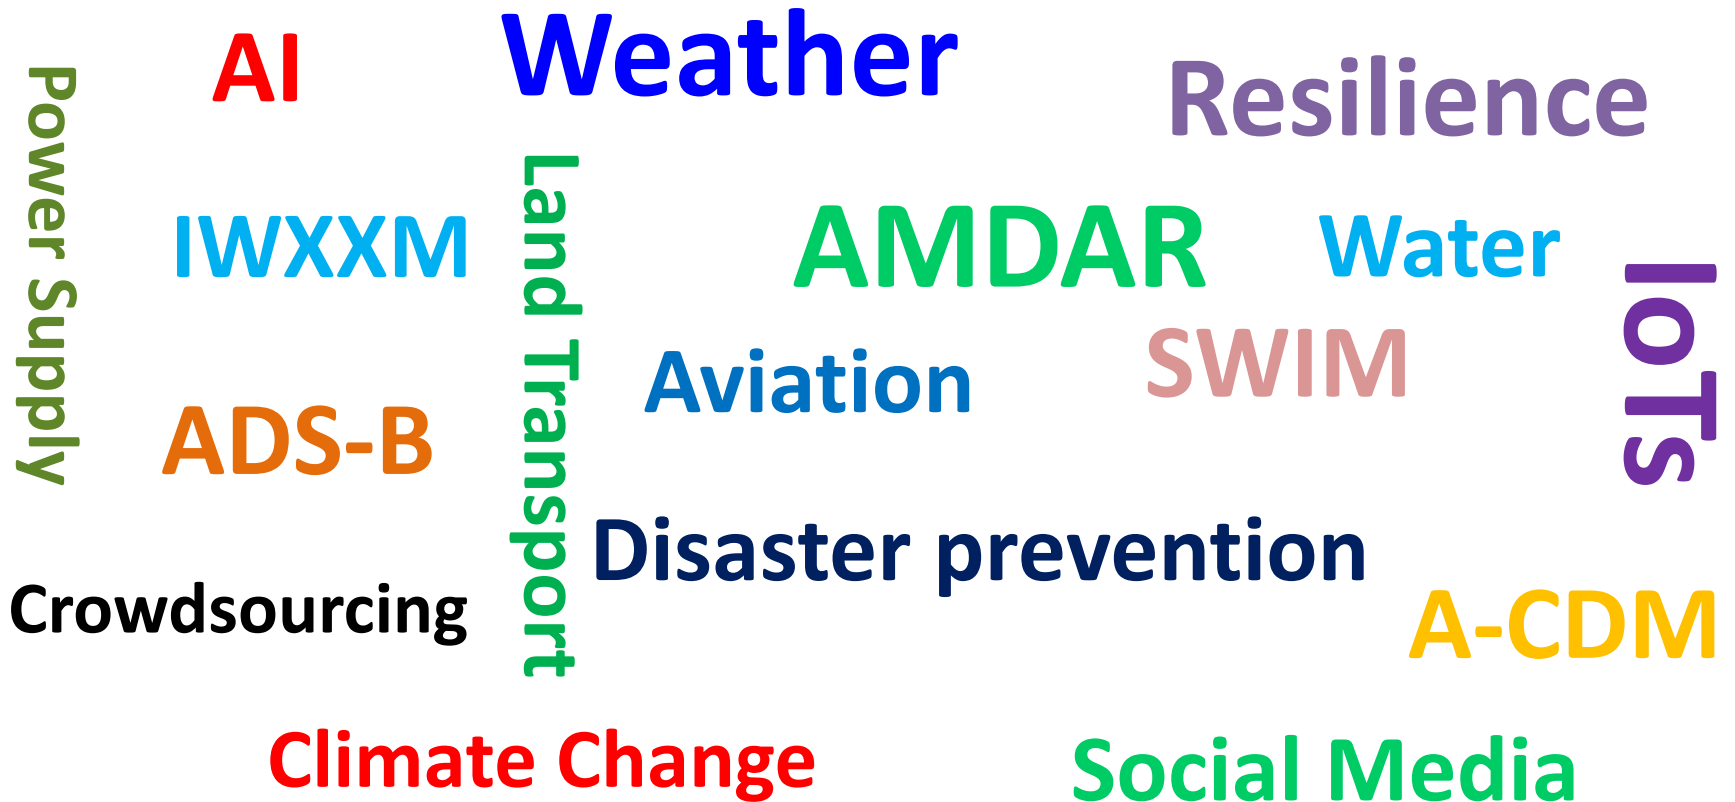 Weather
AI
Resilience
Power Supply
Land Transport
IWXXM
AMDAR
Water
IoTs
SWIM
Aviation
ADS-B
Disaster prevention
Crowdsourcing
A-CDM
Climate Change
Social Media